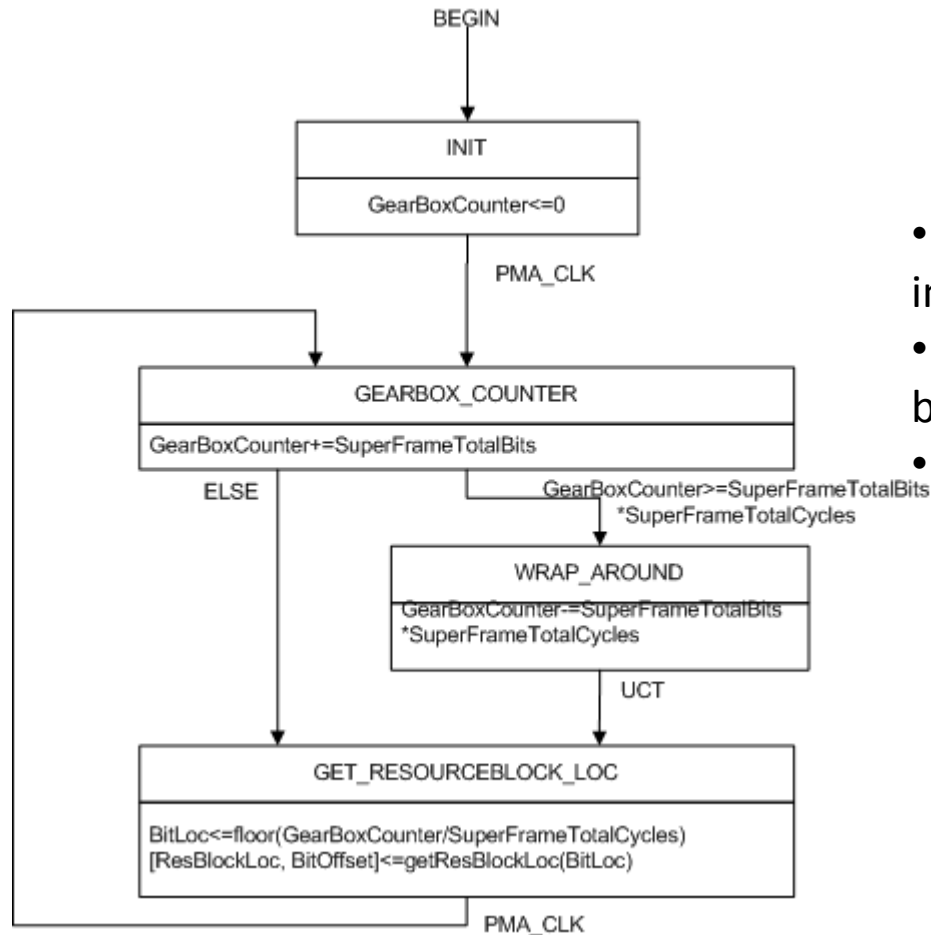 BEGIN
INIT
GearBoxCounter<=0
PMA_CLK
GEARBOX_COUNTER
GearBoxCounter+=SuperFrameTotalBits
ELSE
GearBoxCounter>=SuperFrameTotalBits
*SuperFrameTotalCycles
WRAP_AROUND
GearBoxCounter-=SuperFrameTotalBits
*SuperFrameTotalCycles
UCT
GET_RESOURCEBLOCK_LOC
BitLoc<=floor(GearBoxCounter/SuperFrameTotalCycles)
[ResBlockLoc, BitOffset]<=getResBlockLoc(BitLoc)
PMA_CLK
•
•
•